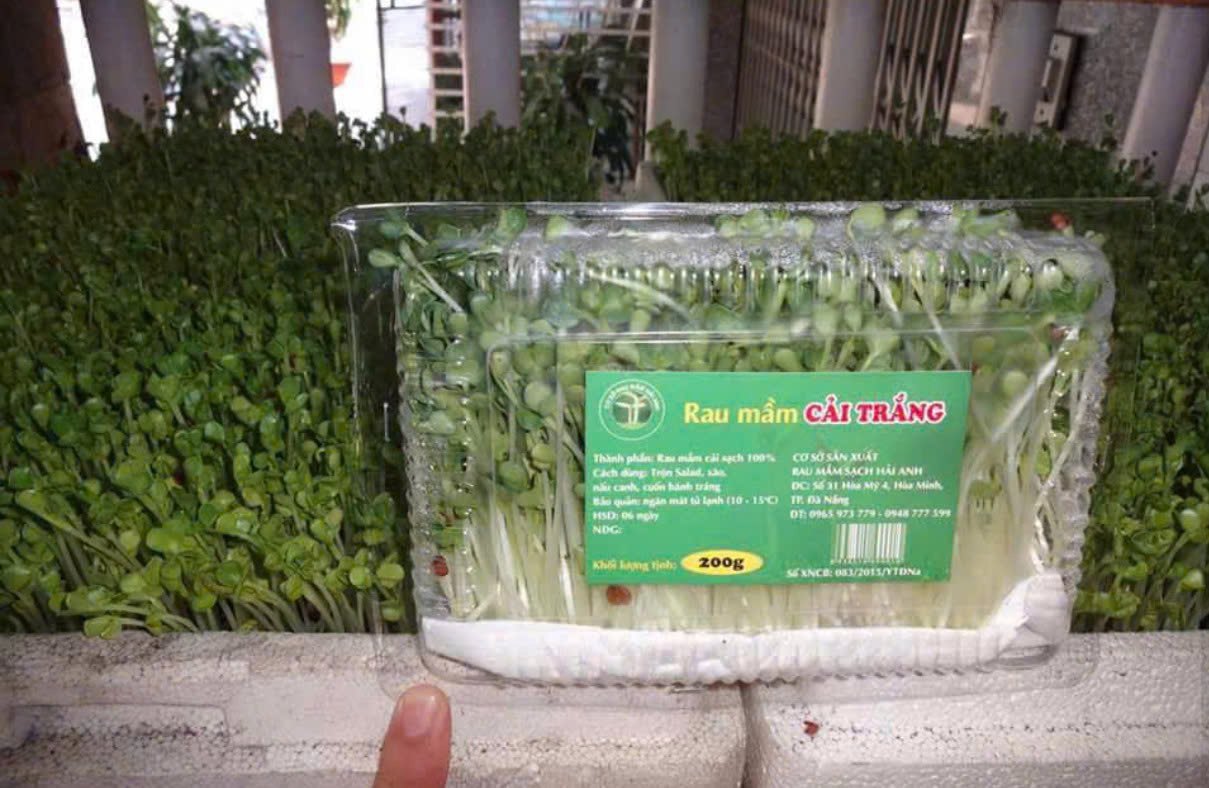 Rau mầm CẢI TRẮNG
Thành phần: Rau mầm cải sạch 100%
Cách dùng: Trộn Salad, xào,
nấu canh, cuốn bánh tráng
Bảo quản: ngăn mát tủ lạnh (10 - 15°C)
HSD: 06 ngày
NDG:
Khối lượng tịnh: 200g
CƠ SỞ SẢN XUẤT
RAU MẦM SẠCH HẢI ANH
ĐC: Số 31 Hòa Mỹ 4, Hòa Minh,
TP. Đà Nẵng
ĐT: 0965 973 779 - 0948 777 599
Số XNCB: 083/2015/YTĐNa